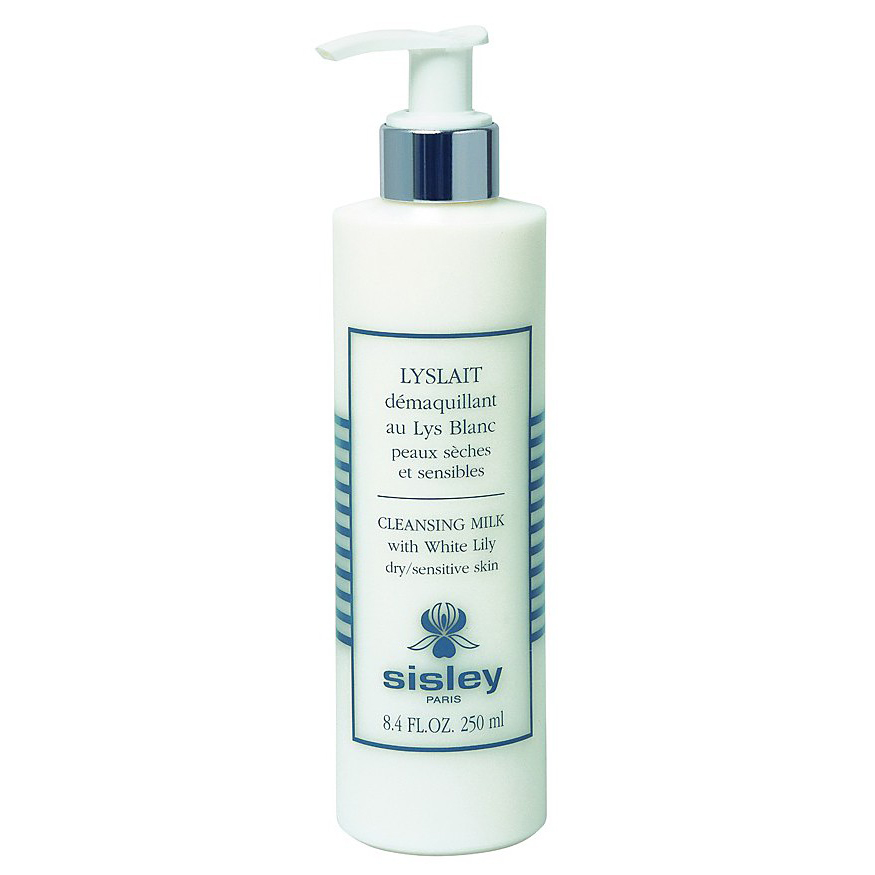 LYSLAIT
démaquillant
au Lys Blanc
peaux sèches
et sensibles
CLEANSING MILK
with White Lily
dry/sensitive skin
sisley
PARIS
8.4 FL.OZ. 250 ml